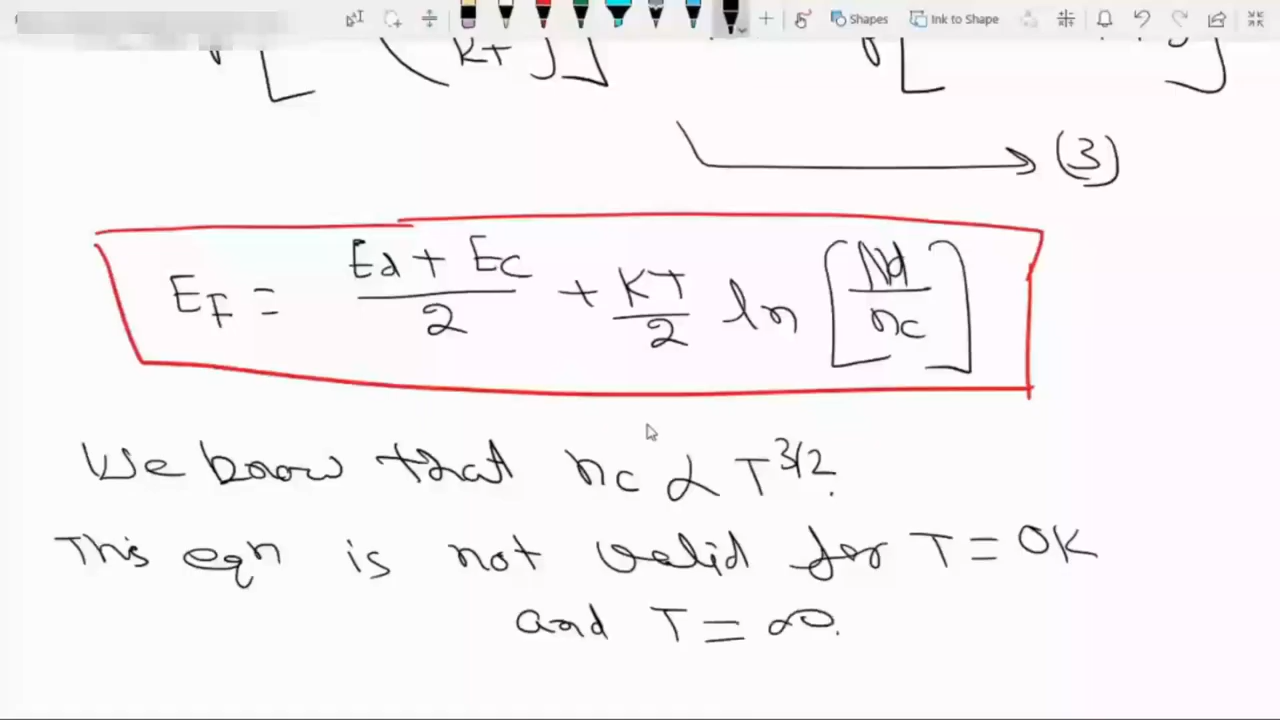 Shapes Ink to Shape
(KT)]
(3)
EF = Ed + Ec / 2 + KT / 2 ln [Nd / nc]
We know that nc α T^3/2.
This eqn is not valid for T = 0K
and T = ∞.